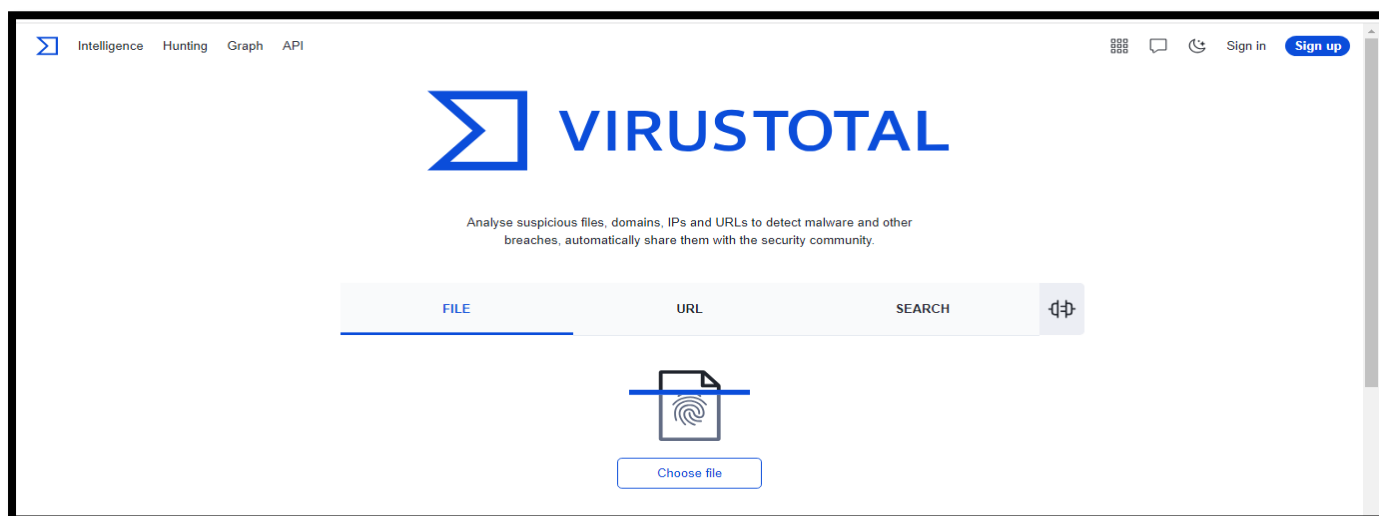 Intelligence Hunting Graph API Sign in Sign up
VIRUSTOTAL
Analyse suspicious files, domains, IPs and URLs to detect malware and other
breaches, automatically share them with the security community.
FILE URL SEARCH
Choose file